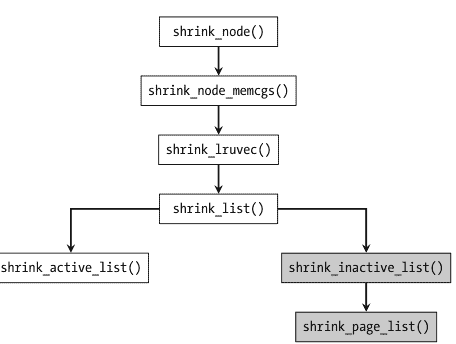 shrink_node()
shrink_node_memcgs()
shrink_lruvec()
shrink_list()
shrink_active_list()
shrink_inactive_list()
shrink_page_list()